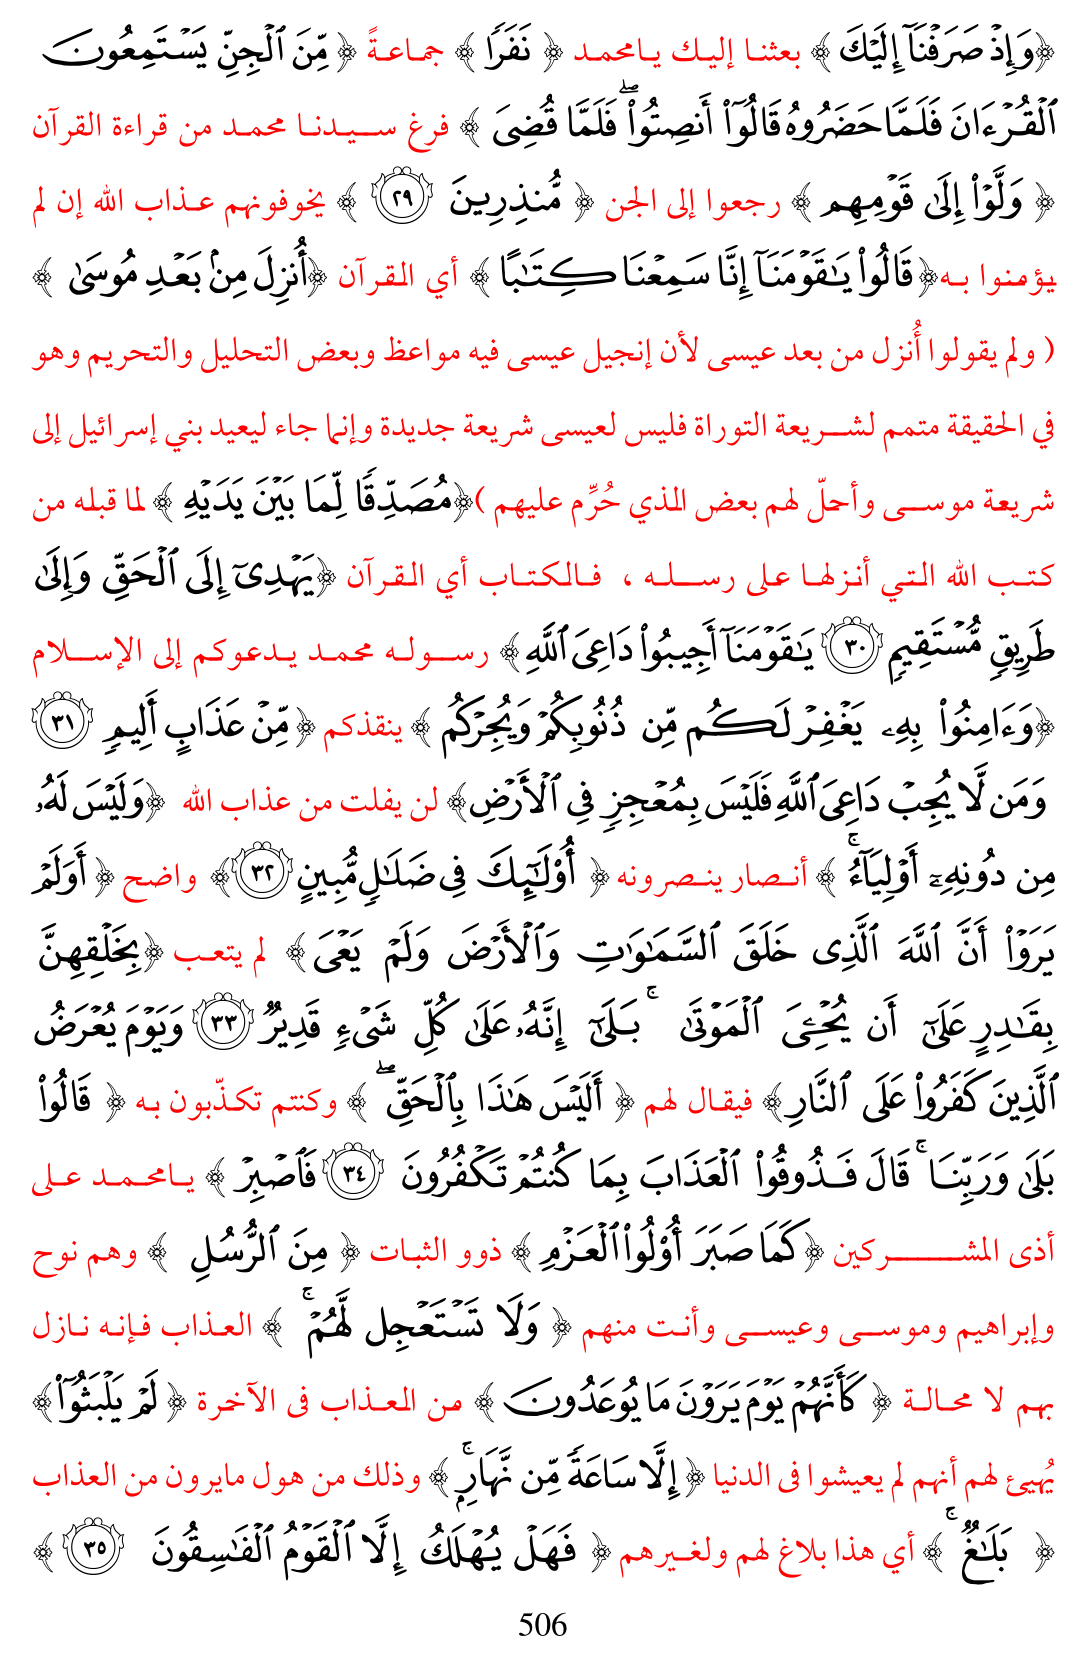 ﴿وَإِذْ صَرَفْنَآ إِلَيْكَ ﴾ بعثنا إليك يامحمد ﴿ نَفَرًا ﴾ جماعةً ﴿ مِّنَ ٱلْجِنِّ يَسْتَمِعُونَ
ٱلْقُرْءَانَ فَلَمَّا حَضَرُوهُ قَالُوٓا۟ أَنصِتُوا۟ ۖ فَلَمَّا قُضِىَ ﴾ فرغ سيدنا محمد من قراءة القرآن
﴿ وَلَّوْا۟ إِلَىٰ قَوْمِهِم ﴾ رجعوا إلى الجن ﴿ مُّنذِرِينَ ٢٩ ﴾ يخوفونهم عذاب الله إن لم
يؤمنوا به﴿ قَالُوا۟ يَـٰقَوْمَنَآ إِنَّا سَمِعْنَا كِتَـٰبًا ﴾ أي القرآن ﴿أُنزِلَ مِنۢ بَعْدِ مُوسَىٰ ﴾
( ولم يقولوا أُنزل من بعد عيسى لأن إنجيل عيسى فيه مواعظ وبعض التحليل والتحريم وهو
في الحقيقة متمم لشريعة التوراة فليس لعيسى شريعة جديدة وإنما جاء ليعيد بني إسرائيل إلى
شريعة موسى وأحلّ لهم بعض الذي حُرِّم عليهم )﴿مُصَدِّقًا لِّمَا بَيْنَ يَدَيْهِ ﴾ لما قبله من
كتب الله التي أنزلها على رسله ، فالكتاب أي القرآن ﴿يَهْدِىٓ إِلَى ٱلْحَقِّ وَإِلَىٰ
طَرِيقٍ مُّسْتَقِيمٍ ٣٠ يَـٰقَوْمَنَآ أَجِيبُوا۟ دَاعِىَ ٱللَّهِ ﴾ رسوله محمد يدعوكم إلى الإسلام
﴿وَءَامِنُوا۟ بِهِۦ يَغْفِرْ لَكُم مِّن ذُنُوبِكُمْ وَيُجِرْكُم ﴾ ينقذكم ﴿ مِّنْ عَذَابٍ أَلِيمٍ ٣١
وَمَن لَّا يُجِبْ دَاعِىَ ٱللَّهِ فَلَيْسَ بِمُعْجِزٍ فِى ٱلْأَرْضِ﴾ لن يفلت من عذاب الله ﴿وَلَيْسَ لَهُۥ
مِن دُونِهِۦٓ أَوْلِيَآءُ ۚ ﴾ أنصار ينصرونه ﴿ أُو۟لَـٰٓئِكَ فِى ضَلَـٰلٍ مُّبِينٍ ٣٢﴾ واضح ﴿ أَوَلَمْ
يَرَوْا۟ أَنَّ ٱللَّهَ ٱلَّذِى خَلَقَ ٱلسَّمَـٰوَٰتِ وَٱلْأَرْضَ وَلَمْ يَعْىَ ﴾ لم يتعب ﴿بِخَلْقِهِنَّ
بِقَـٰدِرٍ عَلَىٰٓ أَن يُحْـِۧىَ ٱلْمَوْتَىٰ ۚ بَلَىٰٓ إِنَّهُۥ عَلَىٰ كُلِّ شَىْءٍ قَدِيرٌ ٣٣ وَيَوْمَ يُعْرَضُ
ٱلَّذِينَ كَفَرُوا۟ عَلَى ٱلنَّارِ﴾ فيقال لهم ﴿ أَلَيْسَ هَـٰذَا بِٱلْحَقِّ ۖ ﴾ وكنتم تكذّبون به ﴿ قَالُوا۟
بَلَىٰ وَرَبِّنَا ۚ قَالَ فَذُوقُوا۟ ٱلْعَذَابَ بِمَا كُنتُمْ تَكْفُرُونَ ٣٤ فَٱصْبِرْ ﴾ يامحمد على
أذى المشركين ﴿كَمَا صَبَرَ أُو۟لُوا۟ ٱلْعَزْمِ ﴾ ذوو الثبات ﴿ مِنَ ٱلرُّسُلِ ﴾ وهم نوح
وإبراهيم وموسى وعيسى وأنت منهم ﴿ وَلَا تَسْتَعْجِل لَّهُمْ ۚ ﴾ العذاب فإنه نازل
بهم لا محالة ﴿ كَأَنَّهُمْ يَوْمَ يَرَوْنَ مَا يُوعَدُونَ ﴾ من العذاب فى الآخرة ﴿ لَمْ يَلْبَثُوٓا۟ ﴾
يُهيئ لهم أنهم لم يعيشوا فى الدنيا ﴿ إِلَّا سَاعَةً مِّن نَّهَارٍۭ ۚ ﴾ وذلك من هول مايرون من العذاب
﴿ بَلَـٰغٌ ۚ ﴾ أي هذا بلاغ لهم ولغيرهم ﴿ فَهَلْ يُهْلَكُ إِلَّا ٱلْقَوْمُ ٱلْفَـٰسِقُونَ ٣٥ ﴾
506